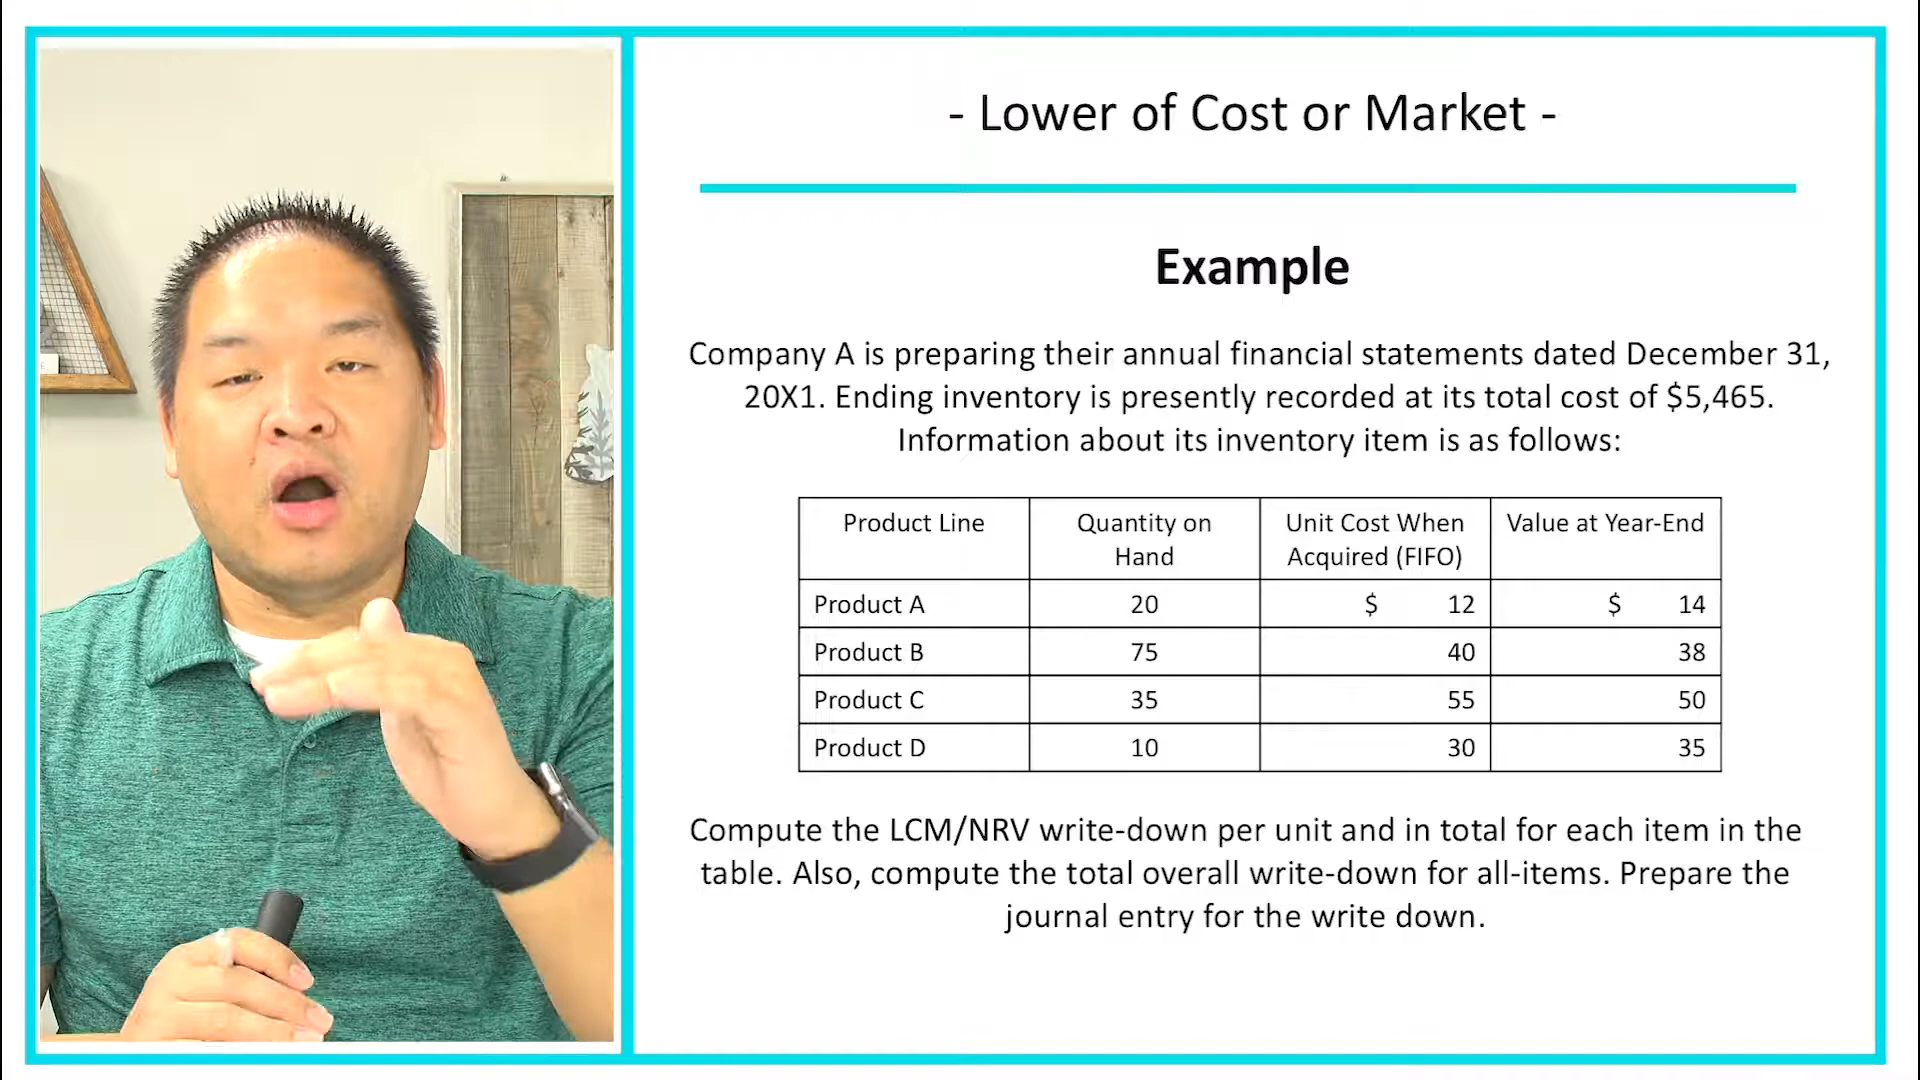 - Lower of Cost or Market -
Example
Company A is preparing their annual financial statements dated December 31,
20X1. Ending inventory is presently recorded at its total cost of $5,465.
Information about its inventory item is as follows:
Product Line Quantity on Hand Unit Cost When Acquired (FIFO) Value at Year-End
Product A 20 $ 12 $ 14
Product B 75 40 38
Product C 35 55 50
Product D 10 30 35
Compute the LCM/NRV write-down per unit and in total for each item in the
table. Also, compute the total overall write-down for all-items. Prepare the
journal entry for the write down.